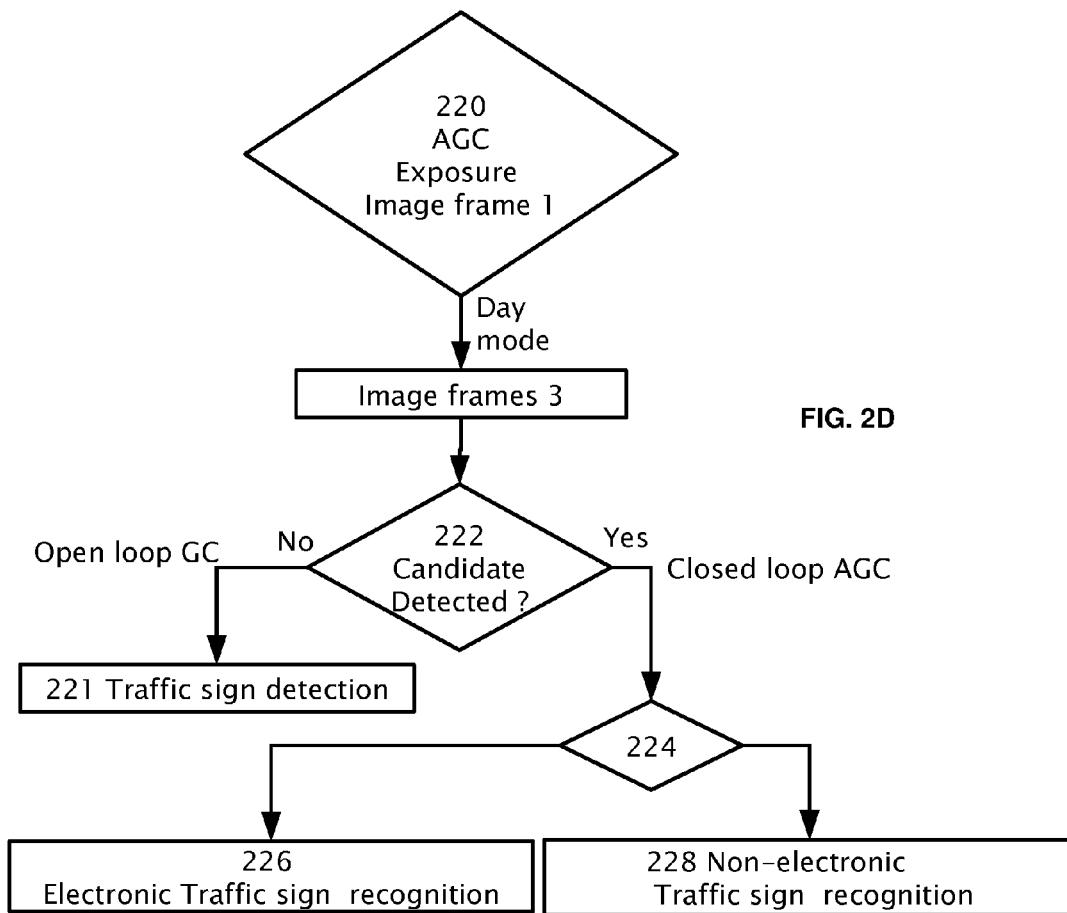 220
AGC
Exposure
Image frame 1
Day
mode
Image frames 3
FIG. 2D
Open loop GC
No
222
Candidate
Detected ?
Yes
Closed loop AGC
221 Traffic sign detection
224
226
Electronic Traffic sign recognition
228 Non-electronic
Traffic sign recognition